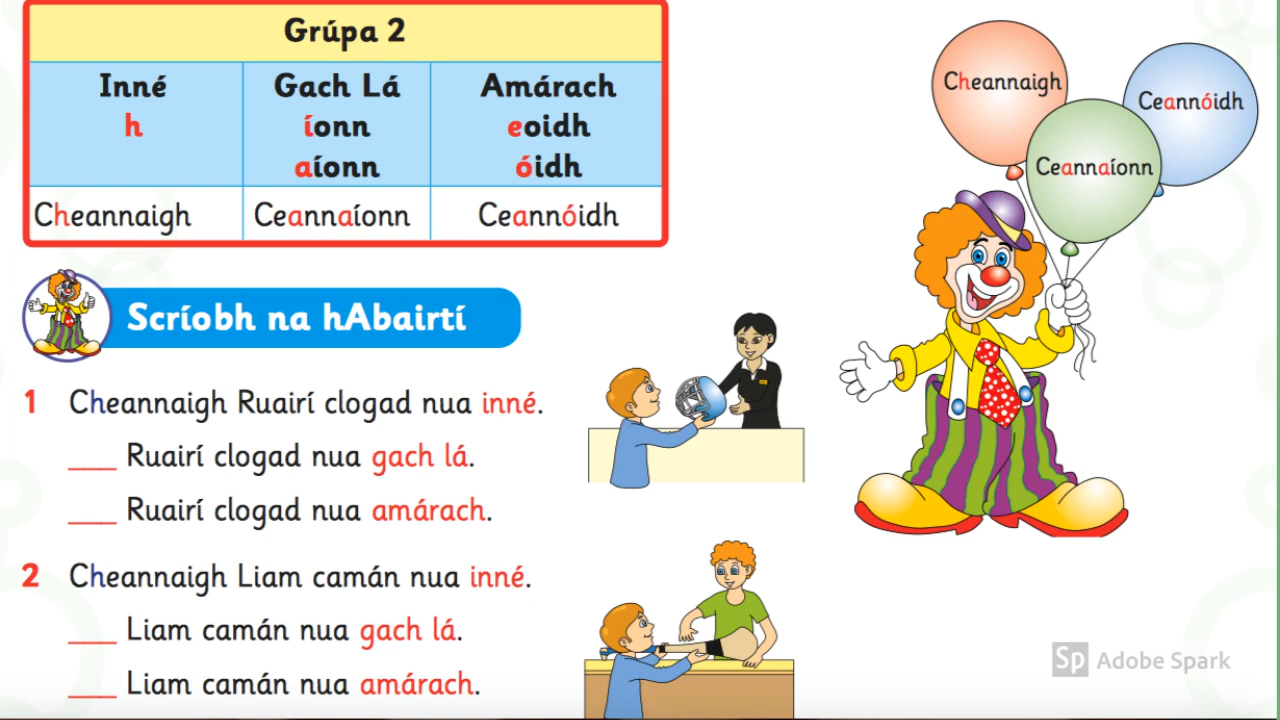 Grúpa 2
Inné Gach Lá Amárach
h íonn eoidh
aíonn óidh
Cheannaigh Ceannaíonn Ceannóidh
Cheannaigh
Ceannóidh
Ceannaíonn
Scríobh na hAbairtí
1 Cheannaigh Ruairí clogad nua inné.
___ Ruairí clogad nua gach lá.
___ Ruairí clogad nua amárach.
2 Cheannaigh Liam camán nua inné.
___ Liam camán nua gach lá.
___ Liam camán nua amárach.
Sp Adobe Spark